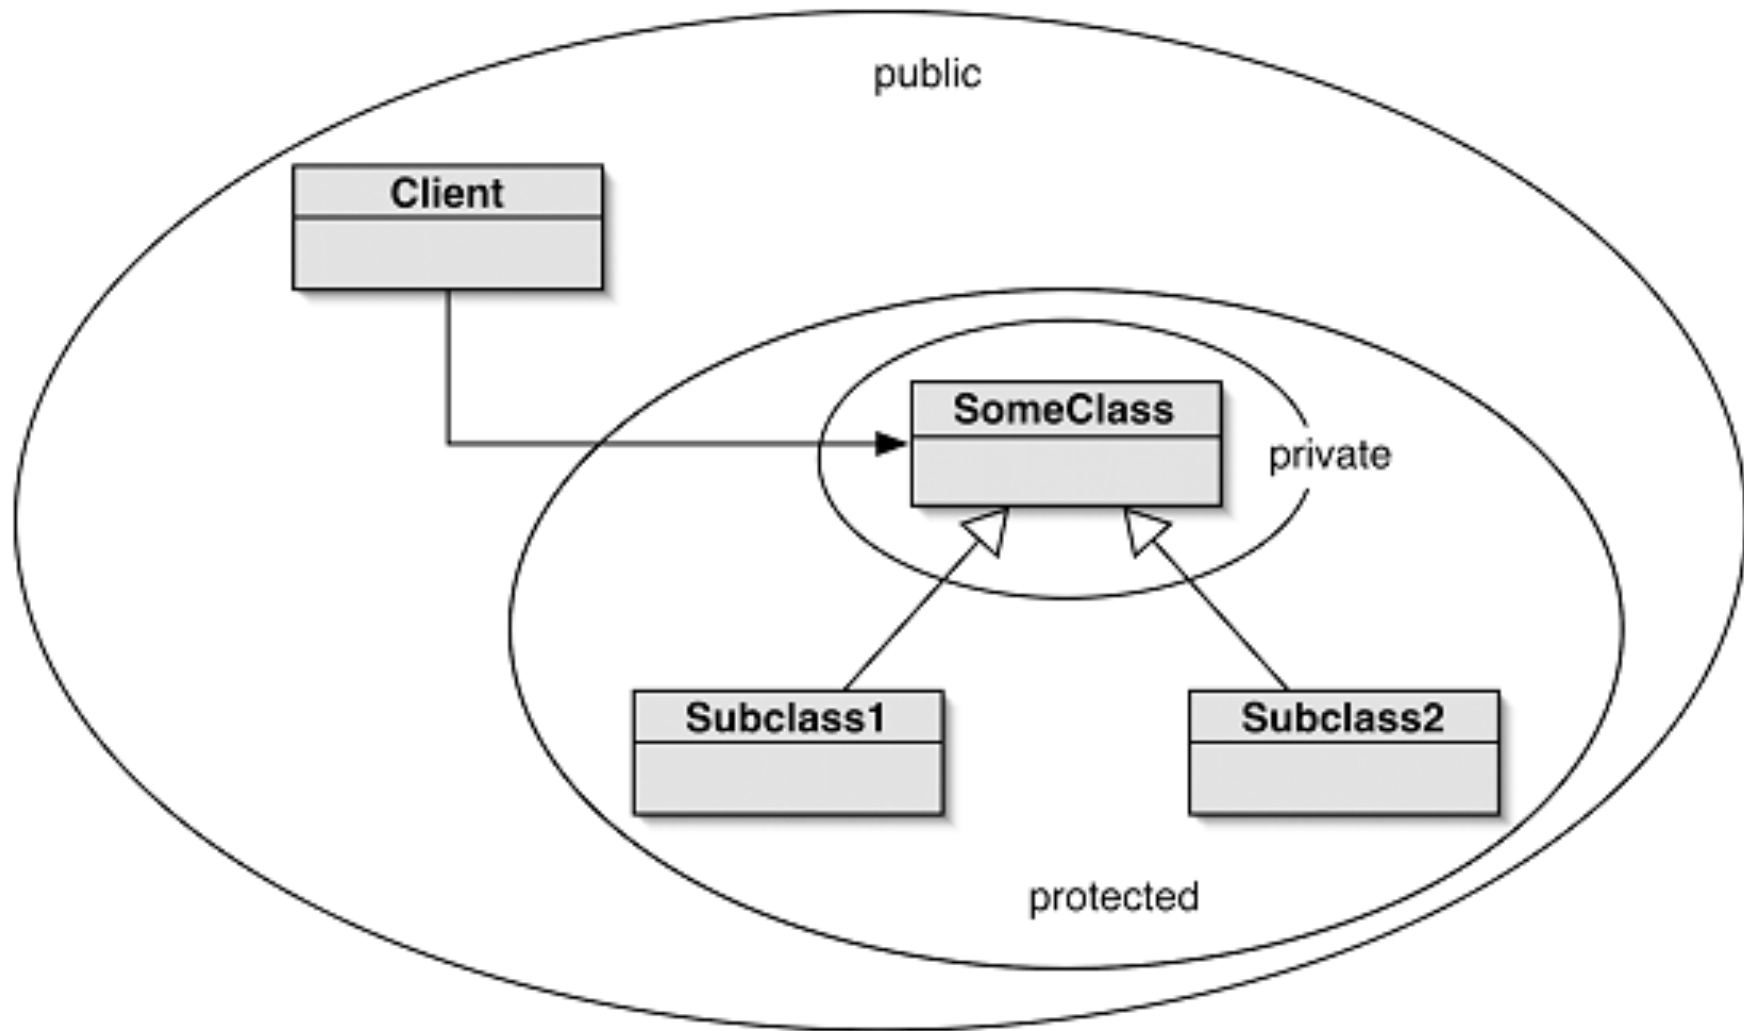 public
Client
SomeClass
private
Subclass1
Subclass2
protected